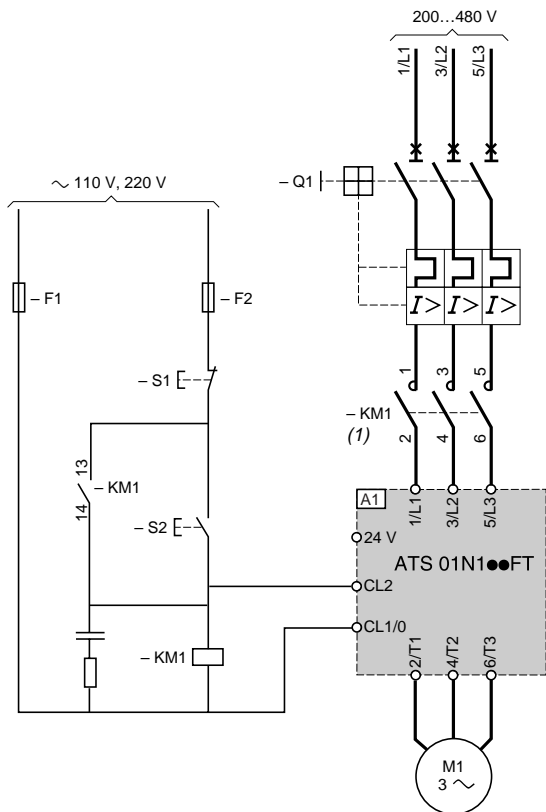 200...480 V
1/L1
3/L2
5/L3
– Q1
I>
I>
I>
~ 110 V, 220 V
– F1
– F2
– S1
1
3
5
– KM1
(1)
2
4
6
13
14
– KM1
– S2
A1
1/L1
3/L2
5/L3
24 V
ATS 01N1●●FT
CL2
CL1/0
– KM1
2/T1
4/T2
6/T3
M1
3 ~